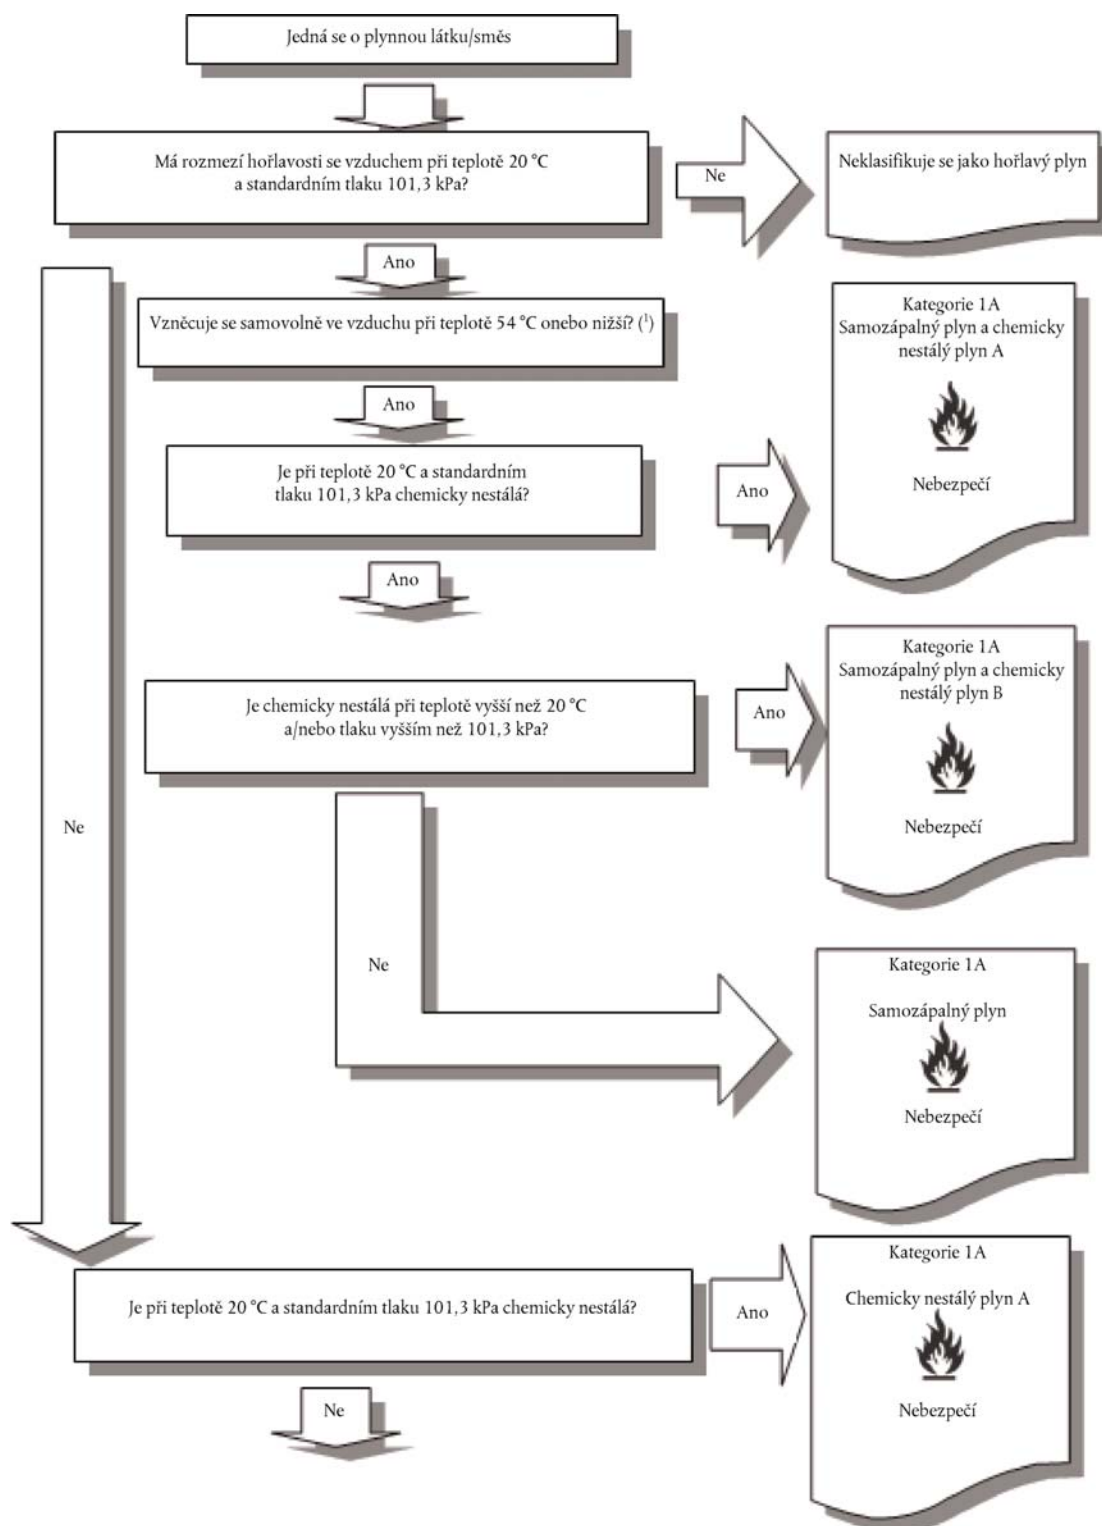 Jedná se o plynnou látku/směs
Má rozmezí hořlavosti se vzduchem při teplotě 20 °C
a standardním tlaku 101,3 kPa?
Ne
Neklasifikuje se jako hořlavý plyn
Ano
Vzněcuje se samovolně ve vzduchu při teplotě 54 °C onebo nižší? (¹)
Kategorie 1A
Samozápalný plyn a chemicky
nestálý plyn A
Nebezpečí
Ano
Je při teplotě 20 °C a standardním
tlaku 101,3 kPa chemicky nestálá?
Ano
Ano
Je chemicky nestálá při teplotě vyšší než 20 °C
a/nebo tlaku vyšším než 101,3 kPa?
Ano
Kategorie 1A
Samozápalný plyn a chemicky
nestálý plyn B
Nebezpečí
Ne
Ne
Kategorie 1A
Samozápalný plyn
Nebezpečí
Je při teplotě 20 °C a standardním tlaku 101,3 kPa chemicky nestálá?
Ano
Kategorie 1A
Chemicky nestálý plyn A
Nebezpečí
Ne